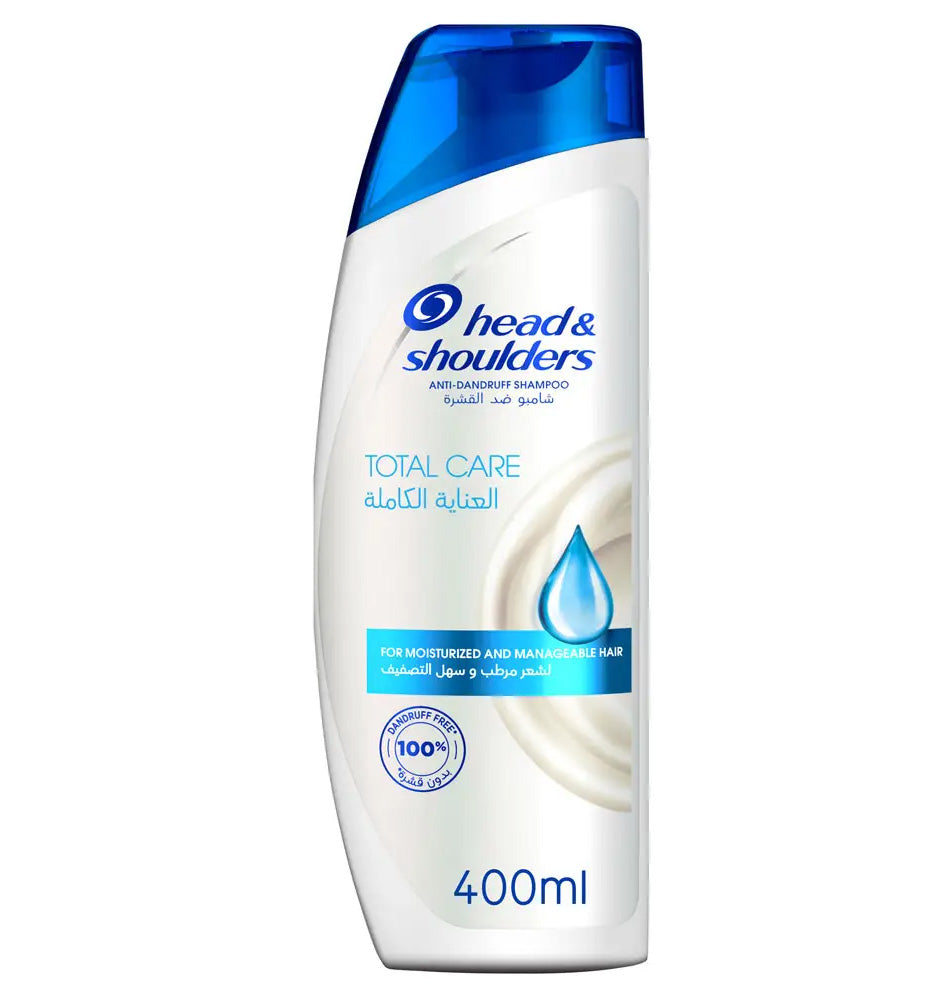 head &
shoulders
ANTI-DANDRUFF SHAMPOO
شامبو ضد القشرة
TOTAL CARE
العناية الكاملة
FOR MOISTURIZED AND MANAGEABLE HAIR
لشعر مرطب و سهل التصفيف
DANDRUFF FREE*
100%
بدون قشرة*
400ml